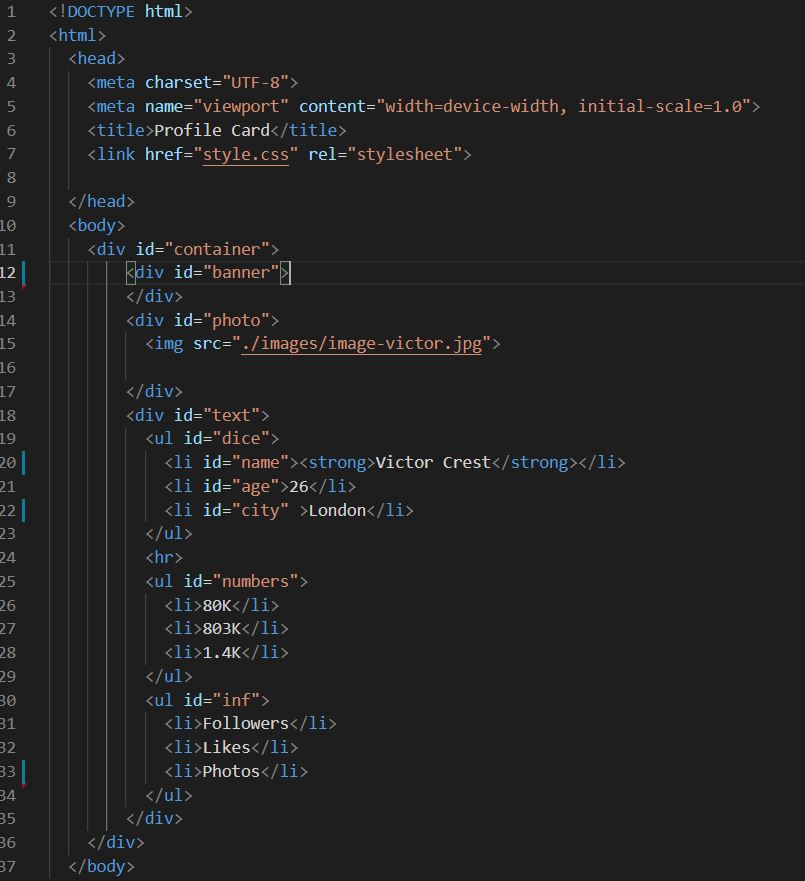 1 <!DOCTYPE html>
2 <html>
3 <head>
4 <meta charset="UTF-8">
5 <meta name="viewport" content="width=device-width, initial-scale=1.0">
6 <title>Profile Card</title>
7 <link href="style.css" rel="stylesheet">
8
9 </head>
10 <body>
11 <div id="container">
12 <div id="banner">
13 </div>
14 <div id="photo">
15 <img src="./images/image-victor.jpg">
16
17 </div>
18 <div id="text">
19 <ul id="dice">
20 <li id="name"><strong>Victor Crest</strong></li>
21 <li id="age">26</li>
22 <li id="city" >London</li>
23 </ul>
24 <hr>
25 <ul id="numbers">
26 <li>80K</li>
27 <li>803K</li>
28 <li>1.4K</li>
29 </ul>
30 <ul id="inf">
31 <li>Followers</li>
32 <li>Likes</li>
33 <li>Photos</li>
34 </ul>
35 </div>
36 </div>
37 </body>